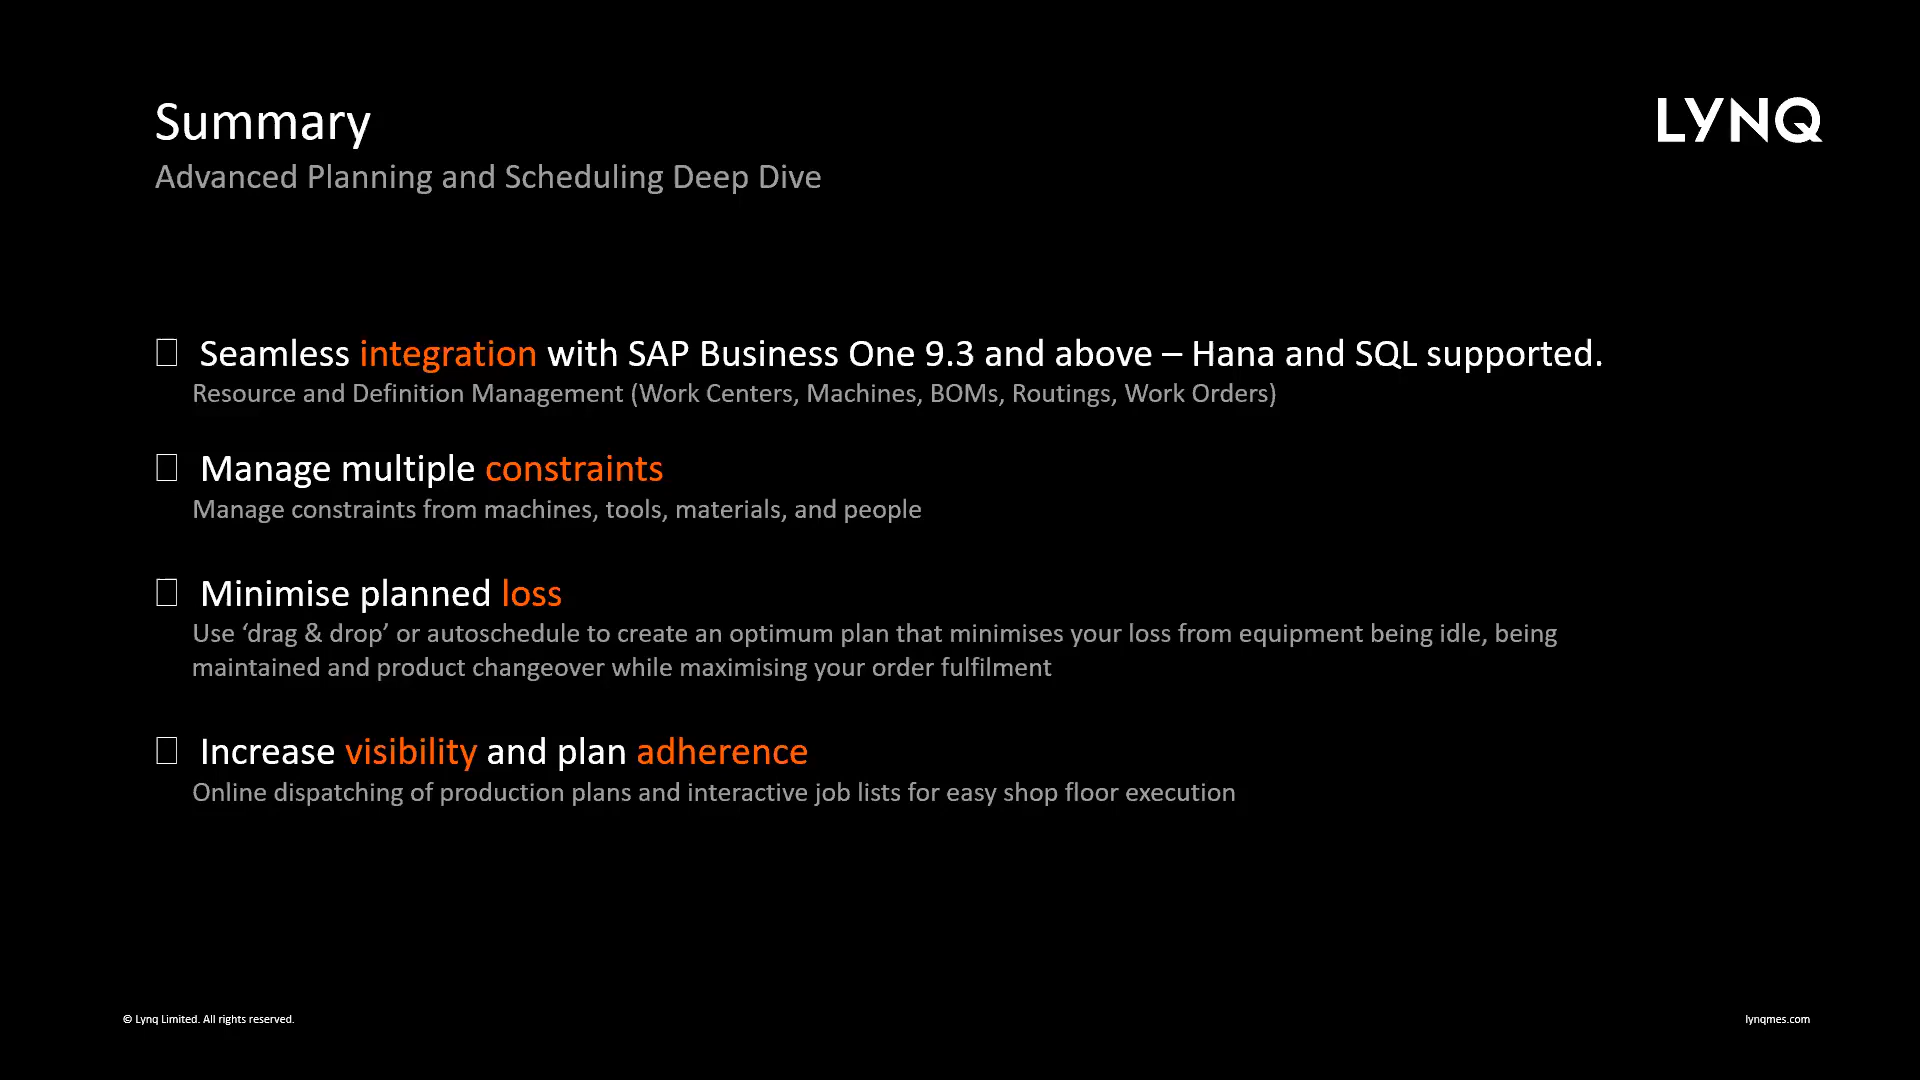 Summary
LYNQ
Advanced Planning and Scheduling Deep Dive
Seamless integration with SAP Business One 9.3 and above – Hana and SQL supported.
Resource and Definition Management (Work Centers, Machines, BOMs, Routings, Work Orders)
Manage multiple constraints
Manage constraints from machines, tools, materials, and people
Minimise planned loss
Use ‘drag & drop’ or autoschedule to create an optimum plan that minimises your loss from equipment being idle, being
maintained and product changeover while maximising your order fulfilment
Increase visibility and plan adherence
Online dispatching of production plans and interactive job lists for easy shop floor execution
© Lynq Limited. All rights reserved.
lynqmes.com